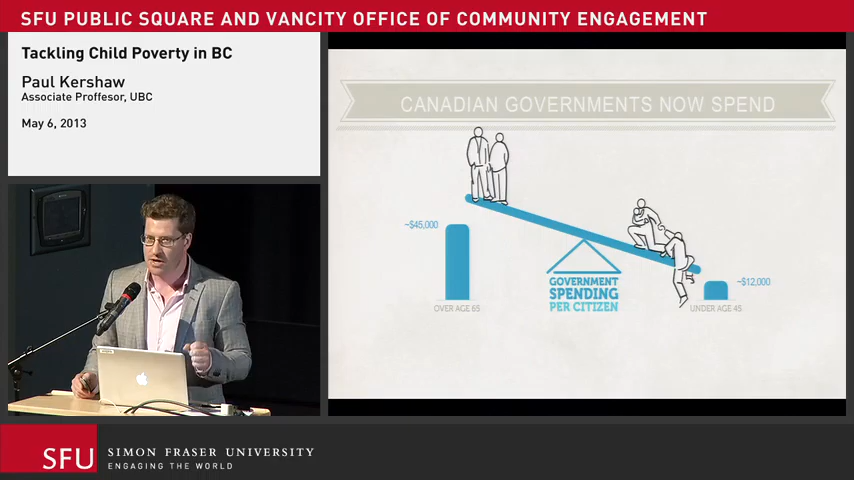 SFU PUBLIC SQUARE AND VANCITY OFFICE OF COMMUNITY ENGAGEMENT
Tackling Child Poverty in BC
Paul Kershaw
Associate Proffesor, UBC
May 6, 2013
CANADIAN GOVERNMENTS NOW SPEND
~$45,000
~$12,000
GOVERNMENT
SPENDING
PER CITIZEN
OVER AGE 65
UNDER AGE 45
SFU
SIMON FRASER UNIVERSITY
ENGAGING THE WORLD